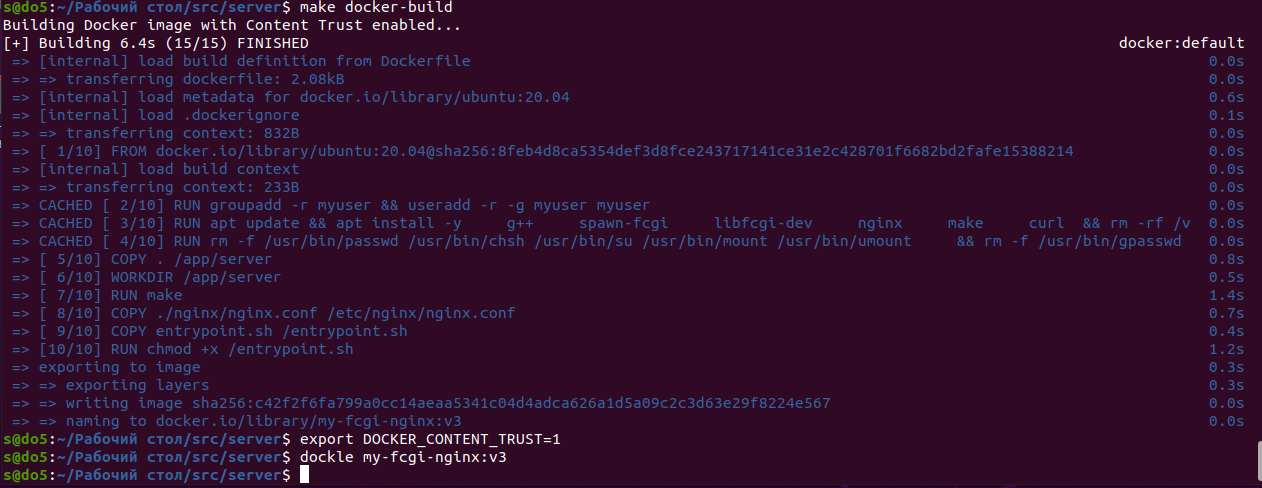 s@do5:~/Рабочий стол/src/server$ make docker-build
Building Docker image with Content Trust enabled...
[+] Building 6.4s (15/15) FINISHED docker:default
=> [internal] load build definition from Dockerfile 0.0s
=> => transferring dockerfile: 2.08kB 0.0s
=> [internal] load metadata for docker.io/library/ubuntu:20.04 0.6s
=> [internal] load .dockerignore 0.1s
=> => transferring context: 832B 0.0s
=> [ 1/10] FROM docker.io/library/ubuntu:20.04@sha256:8feb4d8ca5354def3d8fce243717141ce31e2c428701f6682bd2fafe15388214 0.0s
=> [internal] load build context 0.0s
=> => transferring context: 233B 0.0s
=> CACHED [ 2/10] RUN groupadd -r myuser && useradd -r -g myuser myuser 0.0s
=> CACHED [ 3/10] RUN apt update && apt install -y     g++     spawn-fcgi     libfcgi-dev     nginx     make     curl  && rm -rf /v 0.0s
=> CACHED [ 4/10] RUN rm -f /usr/bin/passwd /usr/bin/chsh /usr/bin/su /usr/bin/mount /usr/bin/umount     && rm -f /usr/bin/gpasswd 0.0s
=> [ 5/10] COPY . /app/server 0.8s
=> [ 6/10] WORKDIR /app/server 0.5s
=> [ 7/10] RUN make 1.4s
=> [ 8/10] COPY ./nginx/nginx.conf /etc/nginx/nginx.conf 0.7s
=> [ 9/10] COPY entrypoint.sh /entrypoint.sh 0.4s
=> [10/10] RUN chmod +x /entrypoint.sh 1.2s
=> exporting to image 0.3s
=> => exporting layers 0.3s
=> => writing image sha256:c42f2f6fa799a0cc14aeaa5341c04d4adca626a1d5a09c2c3d63e29f8224e567 0.0s
=> => naming to docker.io/library/my-fcgi-nginx:v3 0.0s
s@do5:~/Рабочий стол/src/server$ export DOCKER_CONTENT_TRUST=1
s@do5:~/Рабочий стол/src/server$ dockle my-fcgi-nginx:v3
s@do5:~/Рабочий стол/src/server$